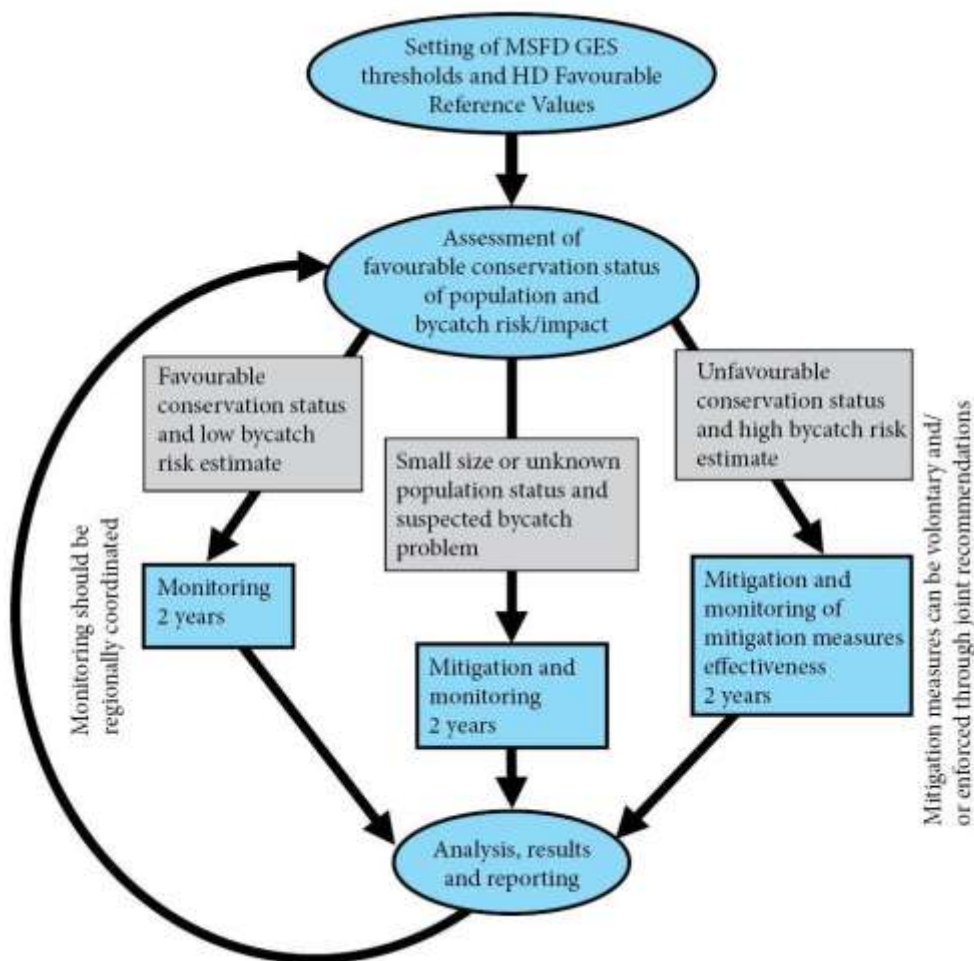 Setting of MSFD GES
thresholds and HD Favourable
Reference Values
Assessment of
favourable conservation status
of population and
bycatch risk/impact
Favourable
conservation status
and low bycatch
risk estimate
Small size or unknown
population status and
suspected bycatch
problem
Unfavourable
conservation status
and high bycatch risk
estimate
Monitoring should be
regionally coordinated
Monitoring
2 years
Mitigation and
monitoring
2 years
Mitigation and
monitoring of
mitigation measures
effectiveness
2 years
Mitigation measures can be volontary and/
or enforced through joint recommendations
Analysis, results
and reporting